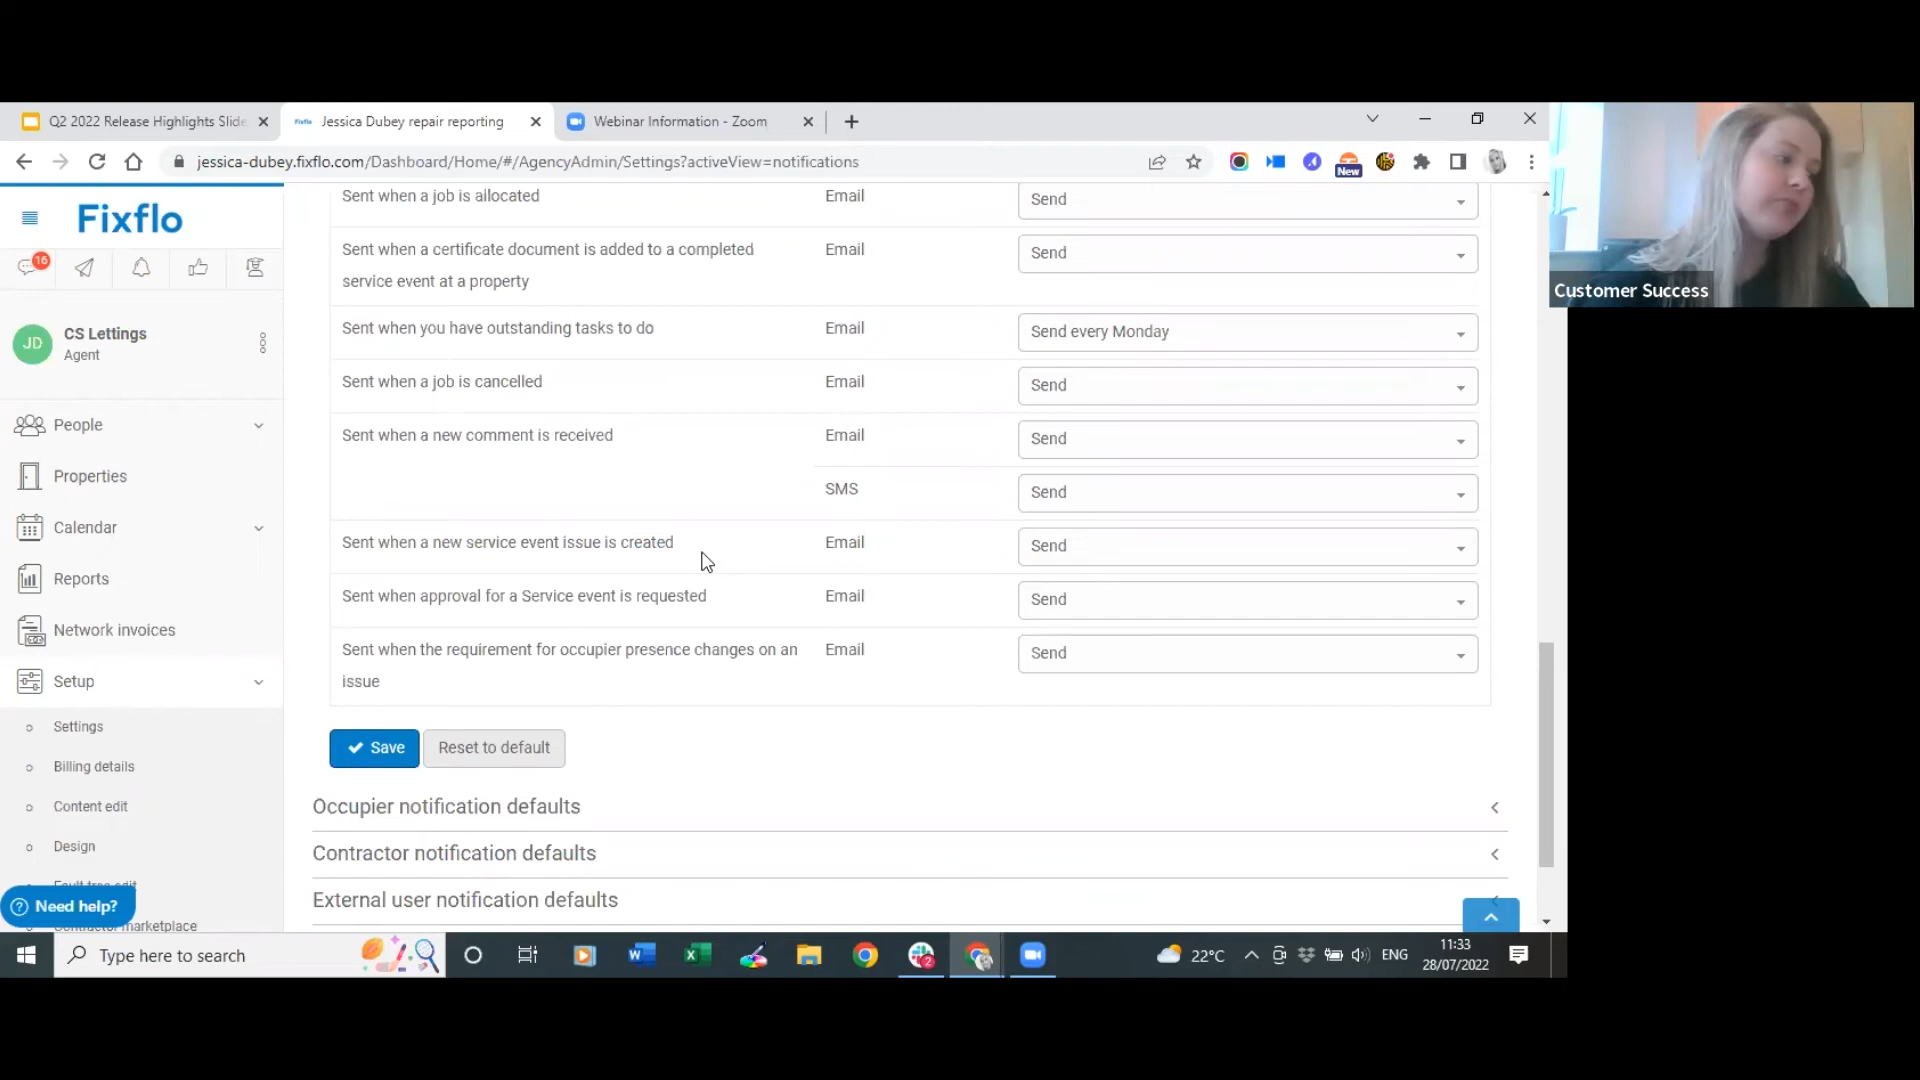 Q2 2022 Release Highlights Slide
Jessica Dubey repair reporting
Webinar Information - Zoom
jessica-dubey.fixflo.com/Dashboard/Home/#/AgencyAdmin/Settings?activeView=notifications
New
Customer Success
Fixflo
16
JD
CS Lettings
Agent
People
Properties
Calendar
Reports
Network invoices
Setup
Settings
Billing details
Content edit
Design
Fault tree edit
Contractor marketplace
Need help?
Sent when a job is allocated Email Send
Sent when a certificate document is added to a completed Email Send
service event at a property
Sent when you have outstanding tasks to do Email Send every Monday
Sent when a job is cancelled Email Send
Sent when a new comment is received Email Send
SMS Send
Sent when a new service event issue is created Email Send
Sent when approval for a Service event is requested Email Send
Sent when the requirement for occupier presence changes on an Email Send
issue
Save Reset to default
Occupier notification defaults
Contractor notification defaults
External user notification defaults
Type here to search
22°C
ENG
11:33
28/07/2022